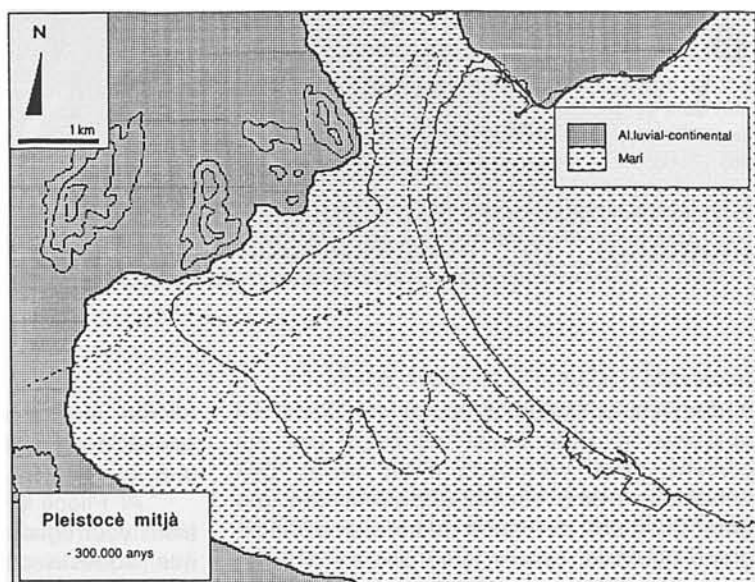 N
1 km
Al.luvial-continental
Marí
Pleistocè mitjà
- 300.000 anys